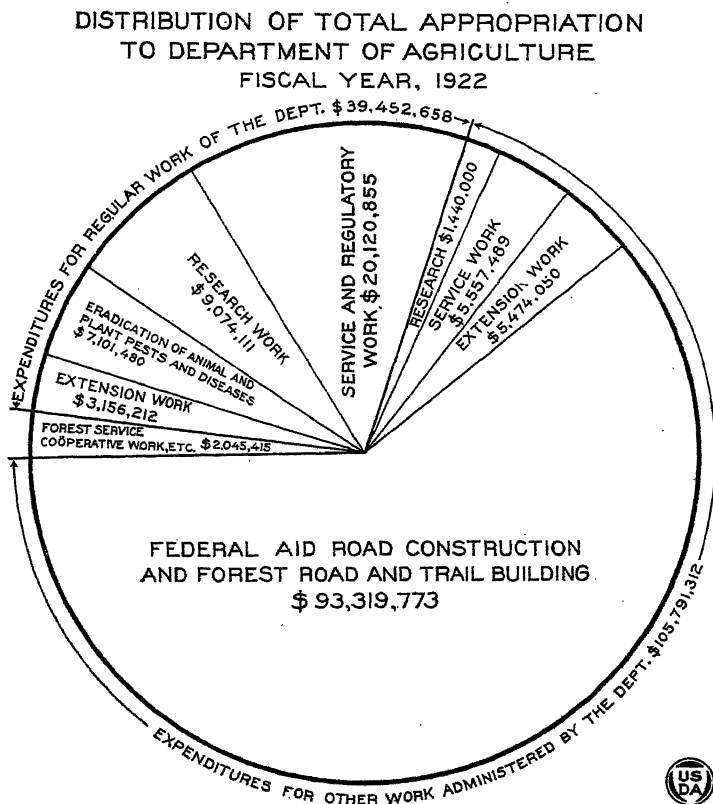 DISTRIBUTION OF TOTAL APPROPRIATION
TO DEPARTMENT OF AGRICULTURE
FISCAL YEAR, 1922
EXPENDITURES FOR REGULAR WORK OF THE DEPT. $39,452,658
SERVICE AND REGULATORY
WORK, $20,120,855
RESEARCH $1,440,000
SERVICE WORK
$5,557,489
EXTENSION WORK
$5,474,050
RESEARCH WORK
$9,074,111
ERADICATION OF ANIMAL AND
PLANT PESTS AND DISEASES
$7,101,480
EXTENSION WORK
$3,156,212
FOREST SERVICE
COÖPERATIVE WORK, ETC. $2,045,415
FEDERAL AID ROAD CONSTRUCTION
AND FOREST ROAD AND TRAIL BUILDING
$93,319,773
EXPENDITURES FOR OTHER WORK ADMINISTERED BY THE DEPT. $105,791,312
US
DA